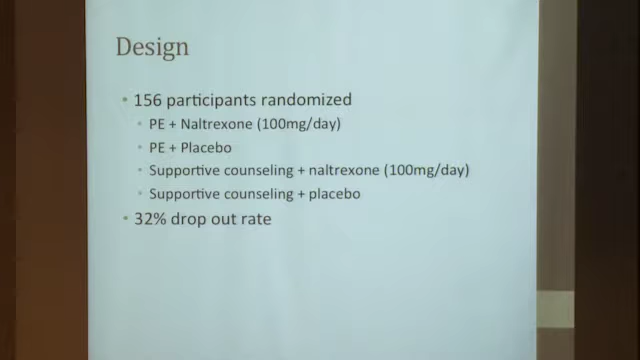 Design
• 156 participants randomized
• PE + Naltrexone (100mg/day)
• PE + Placebo
• Supportive counseling + naltrexone (100mg/day)
• Supportive counseling + placebo
• 32% drop out rate